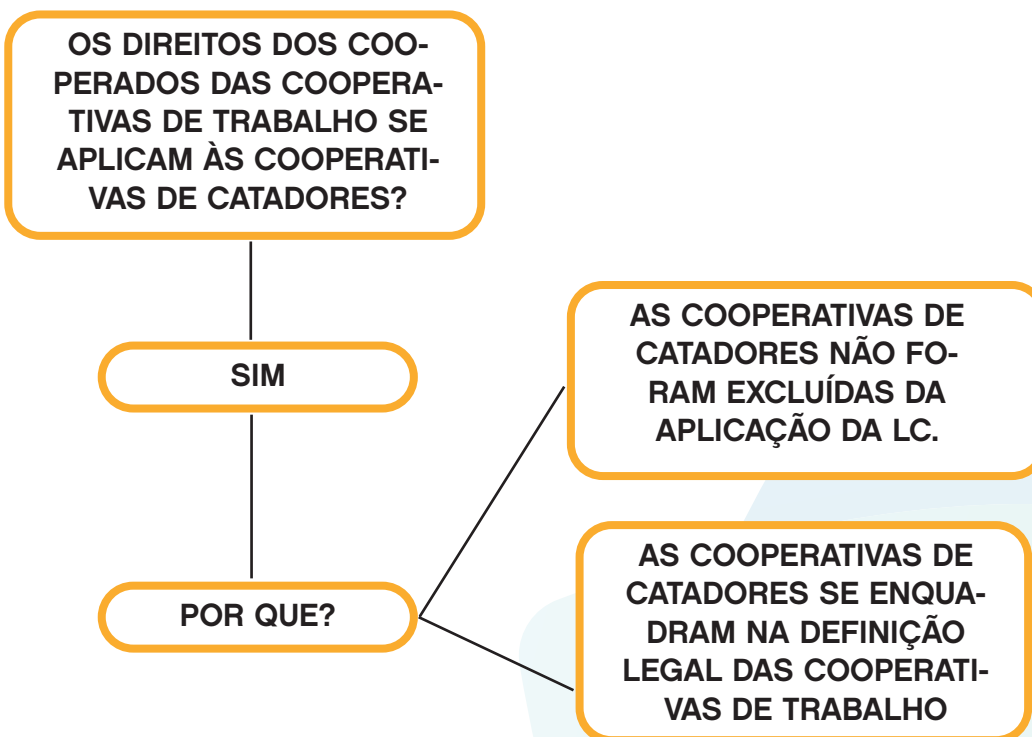 OS DIREITOS DOS COO-
PERADOS DAS COOPERA-
TIVAS DE TRABALHO SE
APLICAM ÀS COOPERATI-
VAS DE CATADORES?
SIM
POR QUE?
AS COOPERATIVAS DE
CATADORES NÃO FO-
RAM EXCLUÍDAS DA
APLICAÇÃO DA LC.
AS COOPERATIVAS DE
CATADORES SE ENQUA-
DRAM NA DEFINIÇÃO
LEGAL DAS COOPERATI-
VAS DE TRABALHO